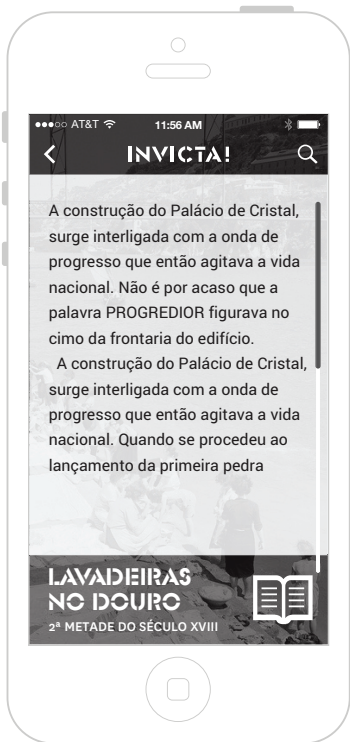 AT&T
11:56 AM
INVICTA!
A construção do Palácio de Cristal,
surge interligada com a onda de
progresso que então agitava a vida
nacional. Não é por acaso que a
palavra PROGREDIOR figurava no
cimo da frontaria do edifício.
A construção do Palácio de Cristal,
surge interligada com a onda de
progresso que então agitava a vida
nacional. Quando se procedeu ao
lançamento da primeira pedra
LAVADEIRAS
NO DOURO
2ª METADE DO SÉCULO XVIII